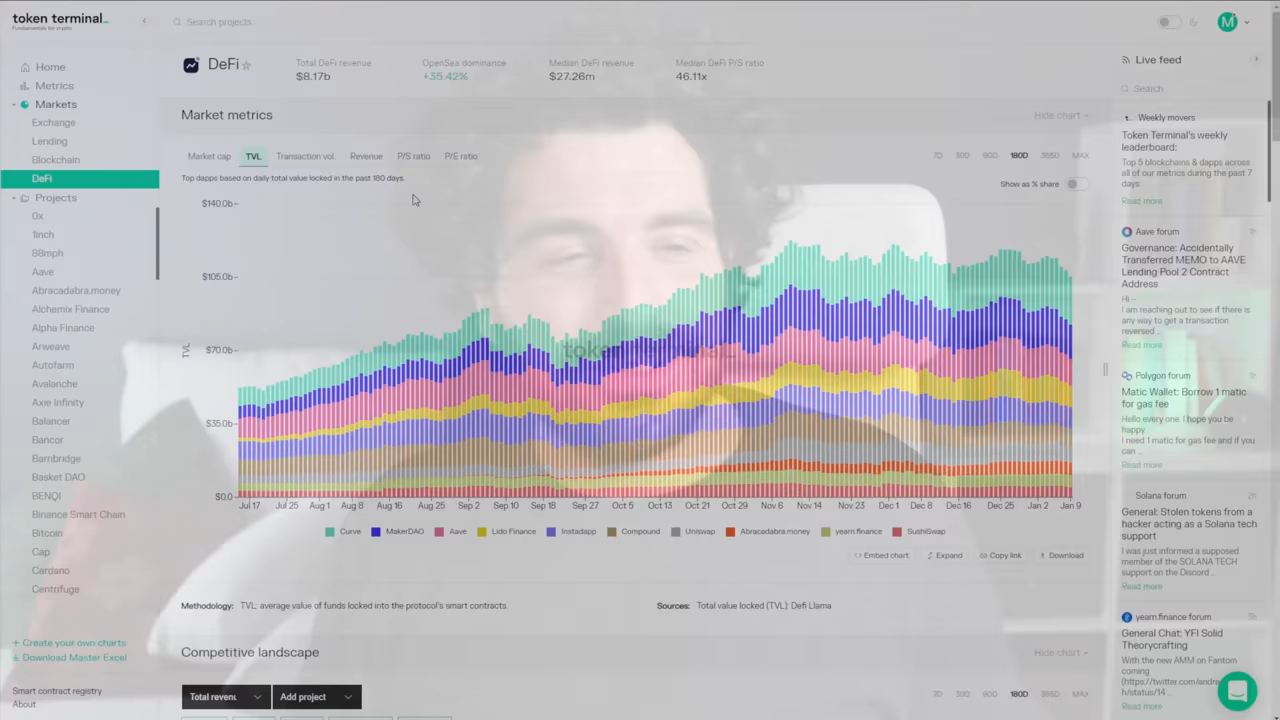 token terminal_
Fundamentals for crypto
Search projects..
M
Home
Metrics
Markets
Exchange
Lending
Blockchain
DeFi
Projects
0x
1inch
88mph
Aave
Abracadabra.money
Alchemix Finance
Alpha Finance
Arweave
Autofarm
Avalanche
Axie Infinity
Balancer
Bancor
Barnbridge
Basket DAO
BENQI
Binance Smart Chain
Bitcoin
Cap
Cardano
Centrifuge
+ Create your own charts
Download Master Excel
Smart contract registry
About
DeFi
Total DeFi revenue
$8.17b
OpenSea dominance
+35.42%
Median DeFi revenue
$27.26m
Median DeFi P/S ratio
46.11x
Market metrics
Hide chart
Market cap TVL Transaction vol. Revenue P/S ratio P/E ratio
7D 30D 90D 180D 365D MAX
Top dapps based on daily total value locked in the past 180 days.
Show as % share
$140.0b
$105.0b
$70.0b
$35.0b
$0.0
TVL
token terminal_
Jul 17 Jul 25 Aug 1 Aug 8 Aug 16 Aug 25 Sep 2 Sep 10 Sep 18 Sep 27 Oct 5 Oct 13 Oct 21 Oct 29 Nov 6 Nov 14 Nov 23 Dec 1 Dec 8 Dec 16 Dec 25 Jan 2 Jan 9
Curve MakerDAO Aave Lido Finance Instadapp Compound Uniswap Abracadabra.money yearn.finance SushiSwap
Embed chart Expand Copy link Download
Methodology: TVL: average value of funds locked into the protocol's smart contracts.
Sources: Total value locked (TVL): Defi Llama
Competitive landscape
Hide chart
Total revenu
Add project
7D 30D 90D 180D 365D MAX
Live feed
Search
Weekly movers
Token Terminal's weekly
leaderboard:
Top 5 blockchains & dapps across
all of our metrics during the past 7
days:
Read more
Aave forum
Governance: Accidentally
Transferred MEMO to AAVE
Lending Pool 2 Contract
Address
Hi –
I am reaching out to see if there is
any way to get a transaction
reversed ..
Read more
Polygon forum
Matic Wallet: Borrow 1 matic
for gas fee
Hello every one. I hope you be
happy.
I need 1 matic for gas fee and if you
can ..
Read more
Solana forum
2h
General: Stolen tokens from a
hacker acting as a Solana tech
support
I was just informed a supposed
member of the SOLANA TECH
support on the Discord ..
Read more
yearn.finance forum
General Chat: YFI Solid
Theorycrafting
With the new AMM on Fantom
coming
(https://twitter.com/andre
h/status/14 ..
Read more